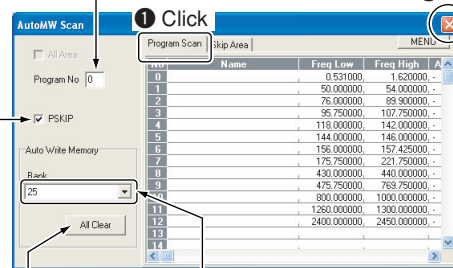 ❶ Click
AutoMW Scan
All Area
Program No 0
PSKIP
Auto Write Memory
Bank
25
All Clear
Program Scan Skip Area MENU
No Name Freq Low Freq High A
0 0.531000, 1.620000, -
1 50.000000, 54.000000, -
2 76.000000, 89.900000, -
3 95.750000, 107.750000, -
4 118.000000, 142.000000, -
5 144.000000, 146.000000, -
6 156.000000, 157.425000, -
7 175.750000, 221.750000, -
8 430.000000, 440.000000, -
9 475.750000, 769.750000, -
10 800.000000, 1000.000000, -
11 1260.000000, 1300.000000, -
12 2400.000000, 2450.000000, -
13
14